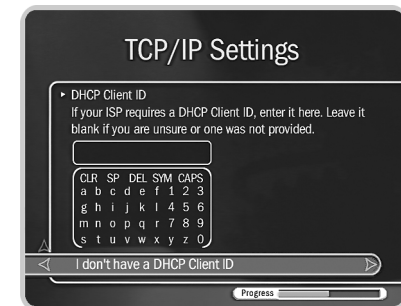 TCP/IP Settings
DHCP Client ID
If your ISP requires a DHCP Client ID, enter it here. Leave it
blank if you are unsure or one was not provided.
CLR SP DEL SYM CAPS
a b c d e f 1 2 3
g h i j k l 4 5 6
m n o p q r 7 8 9
s t u v w x y z 0
I don't have a DHCP Client ID
Progress